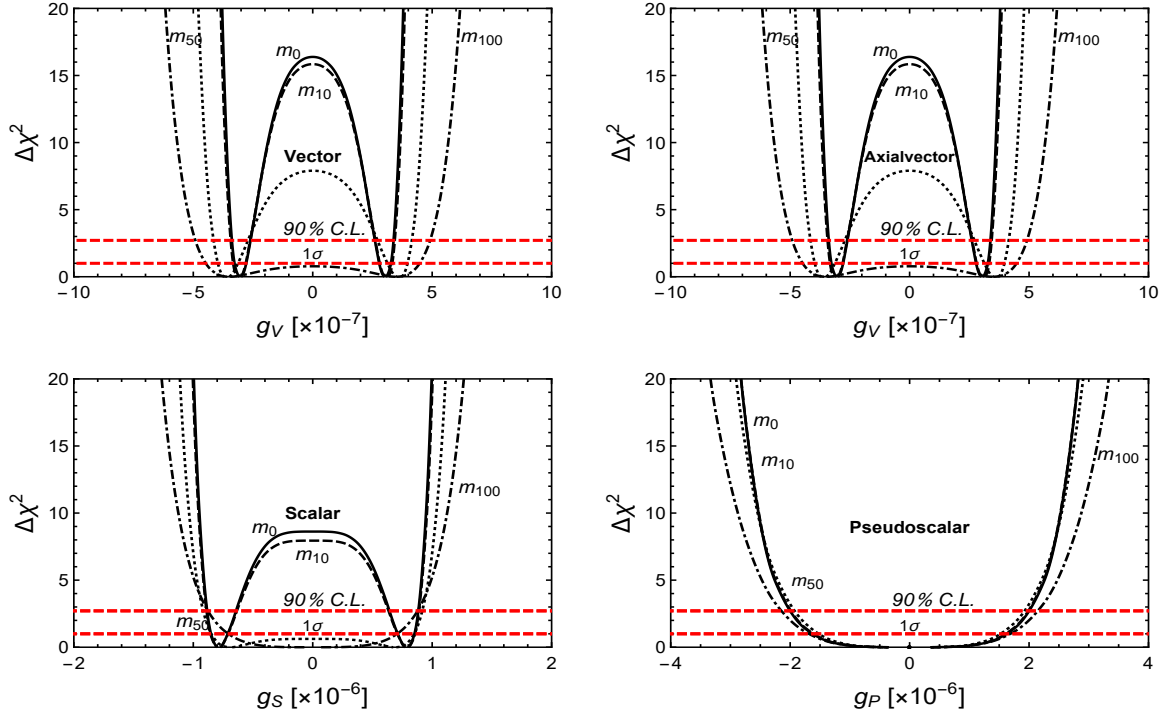 20
15
10
5
0
Δχ²
m₅₀
m₀
m₁₀
m₁₀₀
Vector
90% C.L.
1σ
−10
−5
0
5
10
g_V [×10⁻⁷]
20
15
10
5
0
Δχ²
m₅₀
m₀
m₁₀
m₁₀₀
Axialvector
90% C.L.
1σ
−10
−5
0
5
10
g_V [×10⁻⁷]
20
15
10
5
0
Δχ²
m₁₀₀
Scalar
m₀
m₁₀
90% C.L.
m₅₀
1σ
−2
−1
0
1
2
g_S [×10⁻⁶]
20
15
10
5
0
Δχ²
m₀
m₁₀
m₁₀₀
Pseudoscalar
m₅₀
90% C.L.
1σ
−4
−2
0
2
4
g_P [×10⁻⁶]